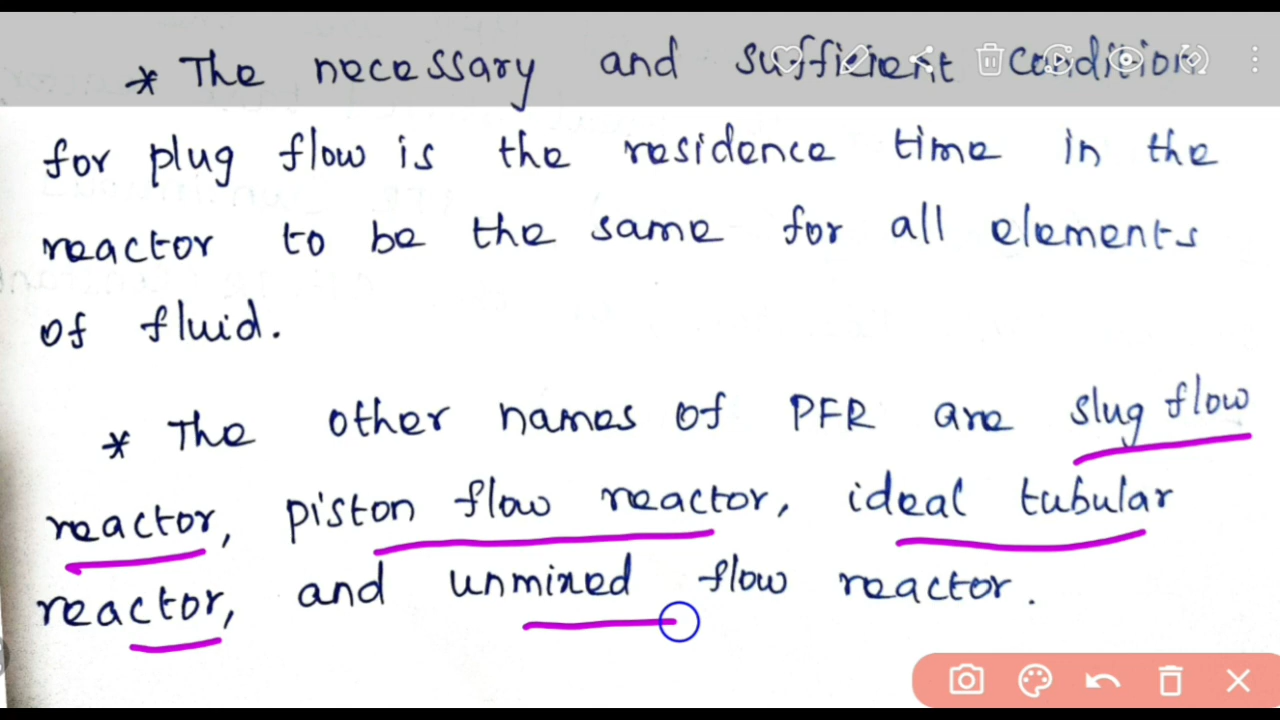 * The necessary and sufficient condition
for plug flow is the residence time in the
reactor to be the same for all elements
of fluid.
* The other names of PFR are slug flow
reactor, piston flow reactor, ideal tubular
reactor, and unmixed flow reactor.